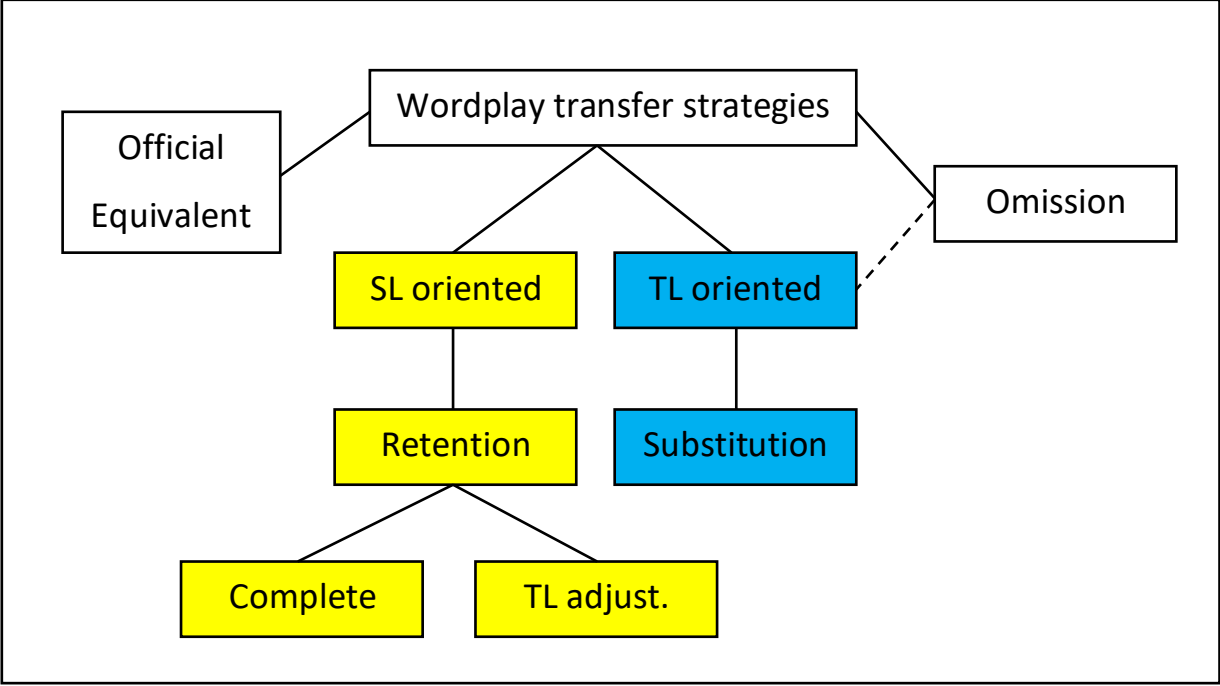 Wordplay transfer strategies
Official
Equivalent
Omission
SL oriented
TL oriented
Retention
Substitution
Complete
TL adjust.